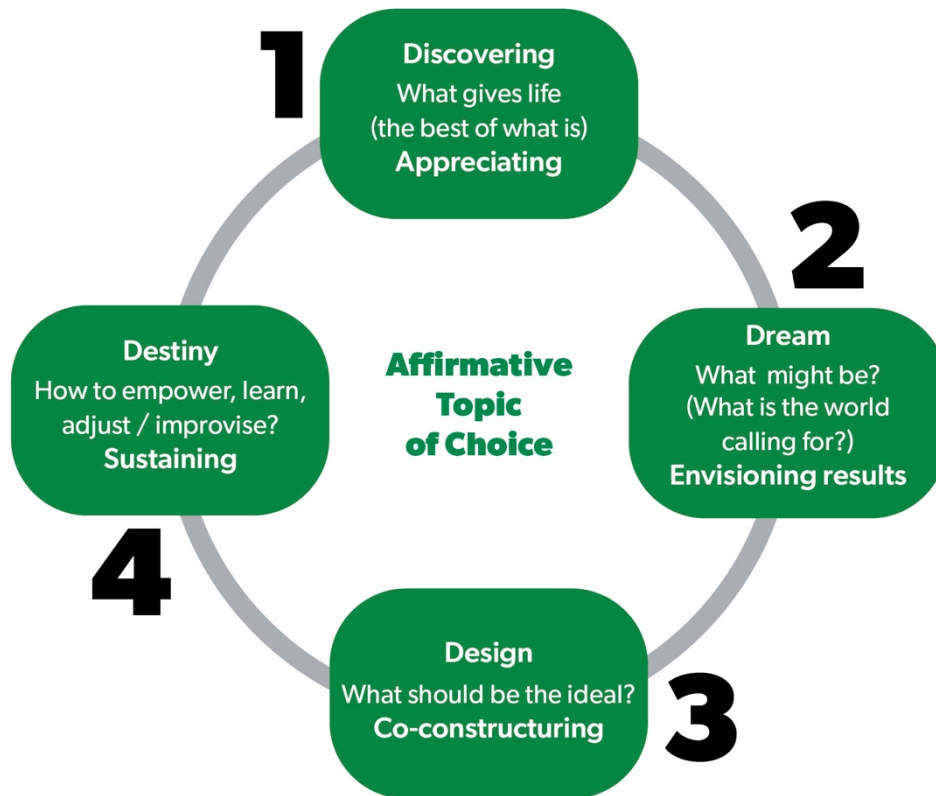 1
Discovering
What gives life
(the best of what is)
Appreciating
2
Dream
What might be?
(What is the world
calling for?)
Envisioning results
3
Design
What should be the ideal?
Co-constructuring
4
Destiny
How to empower, learn,
adjust / improvise?
Sustaining
Affirmative
Topic
of Choice